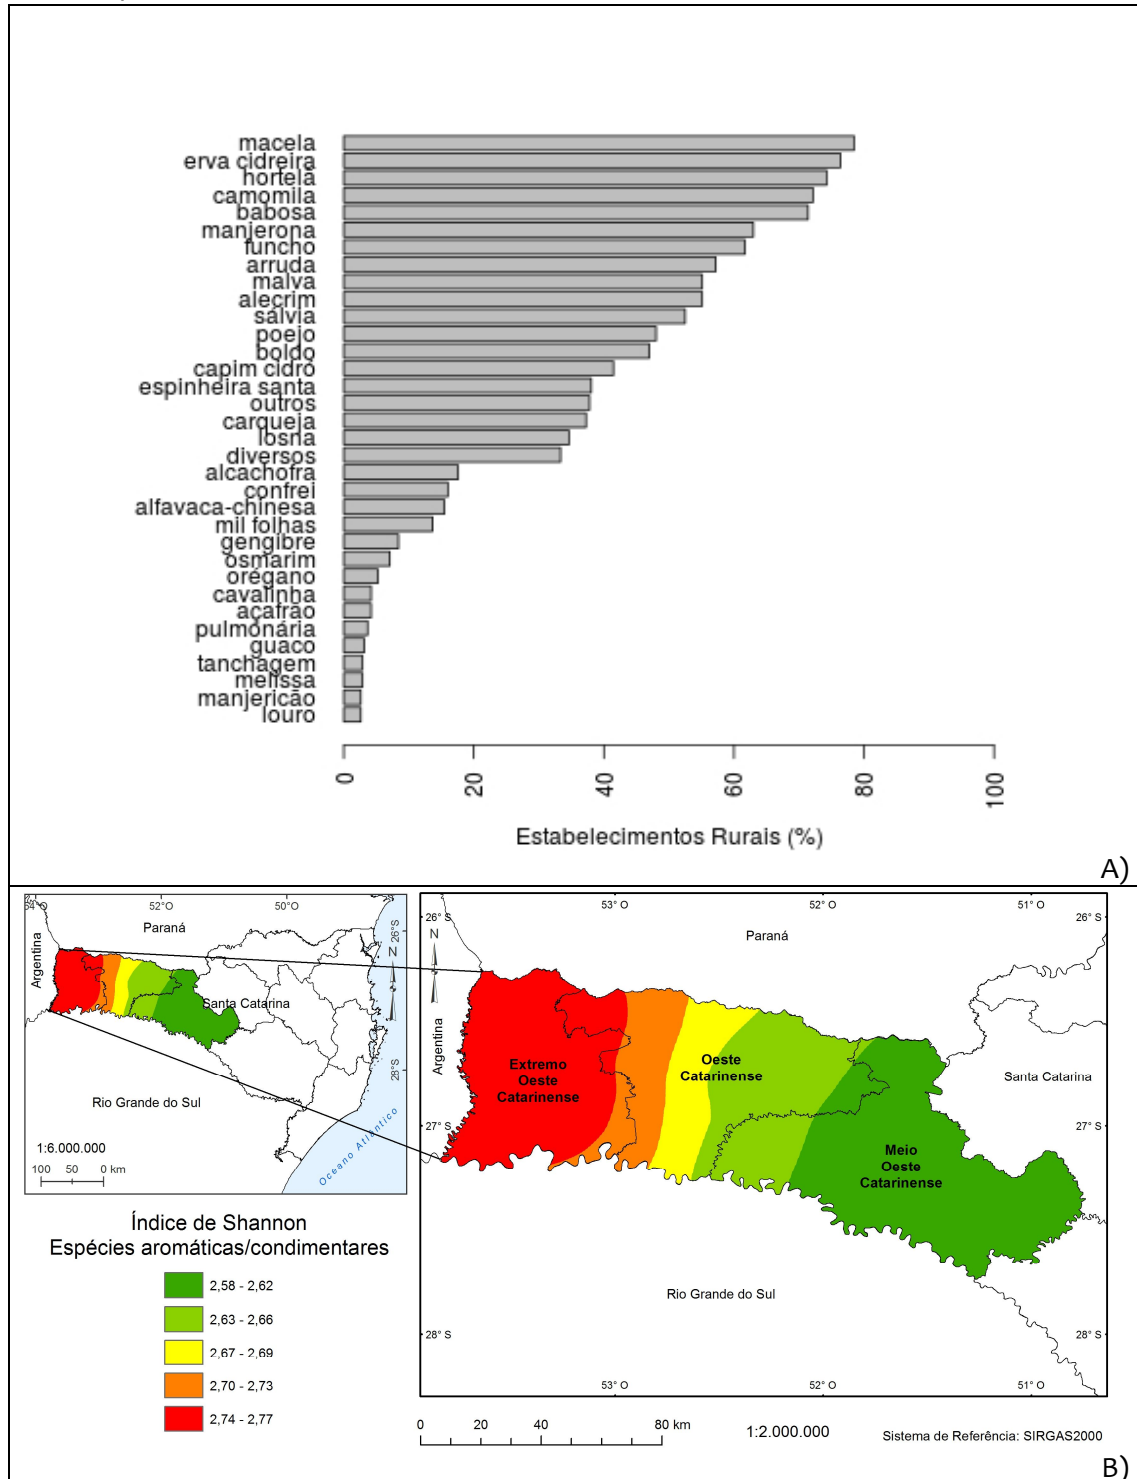 macela
erva cidreira
hortelã
camomila
babosa
manjerona
funcho
arruda
malva
alecrim
sálvia
poejo
boldo
capim cidró
espinheira santa
outros
carqueja
losna
diversos
alcachofra
confrei
alfavaca-chinesa
mil folhas
gengibre
osmarim
orégano
cavalinha
açafrão
pulmonária
guaco
tanchagem
melissa
manjericão
louro
0 20 40 60 80 100
Estabelecimentos Rurais (%)
A)
54° O 52° O 50°O
Paraná
Argentina
26°S
N
Santa Catarina
28°S
Rio Grande do Sul
Oceano Atlântico
1:6.000.000
100 50 0 km
Índice de Shannon
Espécies aromáticas/condimentares
2,58 - 2,62
2,63 - 2,66
2,67 - 2,69
2,70 - 2,73
2,74 - 2,77
53° O 52° O 51° O
26° S 26° S
N
Paraná
Argentina
Extremo
Oeste
Catarinense
Oeste
Catarinense
Santa Catarina
27° S 27° S
Meio
Oeste
Catarinense
Rio Grande do Sul
28° S 28° S
53° O 52° O 51° O
0 20 40 80 km
1:2.000.000
Sistema de Referência: SIRGAS2000
B)